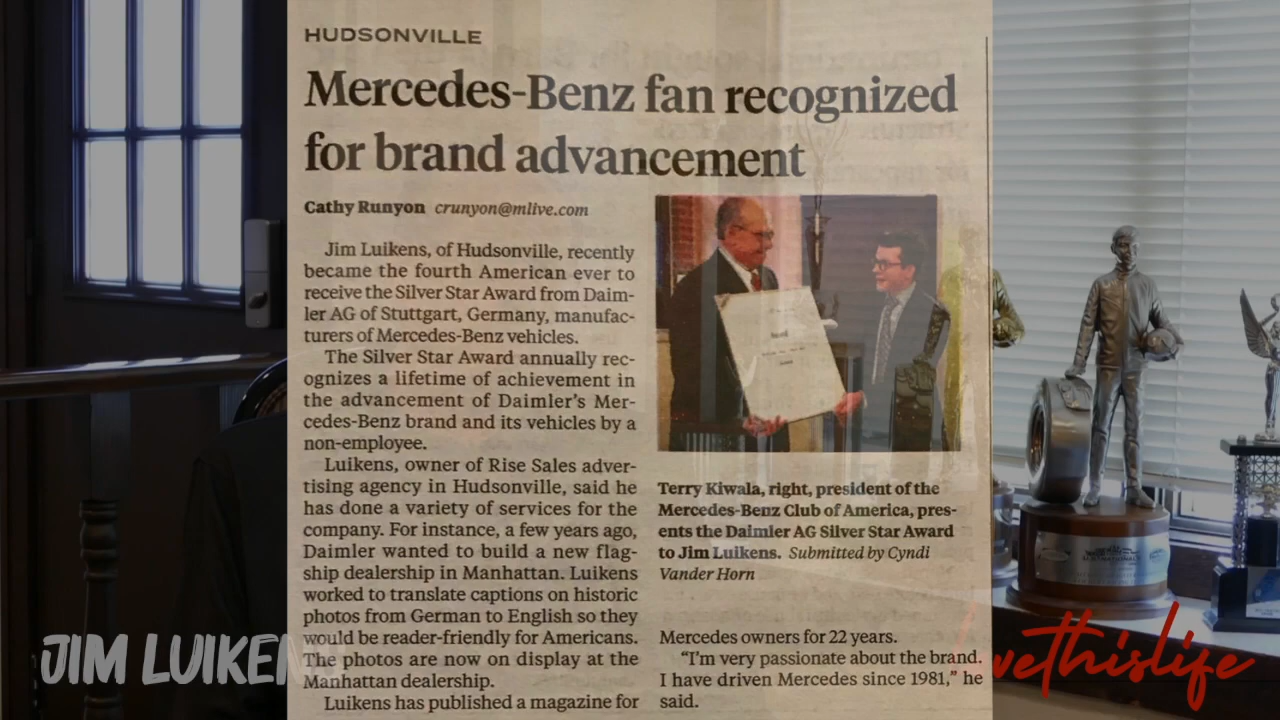 HUDSONVILLE
Mercedes-Benz fan recognized
for brand advancement
Cathy Runyon crunyon@mlive.com
Jim Luikens, of Hudsonville, recently
became the fourth American ever to
receive the Silver Star Award from Daim-
ler AG of Stuttgart, Germany, manufac-
turers of Mercedes-Benz vehicles.
The Silver Star Award annually rec-
ognizes a lifetime of achievement in
the advancement of Daimler's Mer-
cedes-Benz brand and its vehicles by a
non-employee.
Luikens, owner of Rise Sales adver-
tising agency in Hudsonville, said he
has done a variety of services for the
company. For instance, a few years ago,
Daimler wanted to build a new flag-
ship dealership in Manhattan. Luikens
worked to translate captions on historic
photos from German to English so they
would be reader-friendly for Americans.
The photos are now on display at the
Manhattan dealership.
Luikens has published a magazine for
Terry Kiwala, right, president of the
Mercedes-Benz Club of America, pres-
ents the Daimler AG Silver Star Award
to Jim Luikens. Submitted by Cyndi
Vander Horn
Mercedes owners for 22 years.
"I'm very passionate about the brand.
I have driven Mercedes since 1981," he
said.
JIM LUIKEN
vethislife